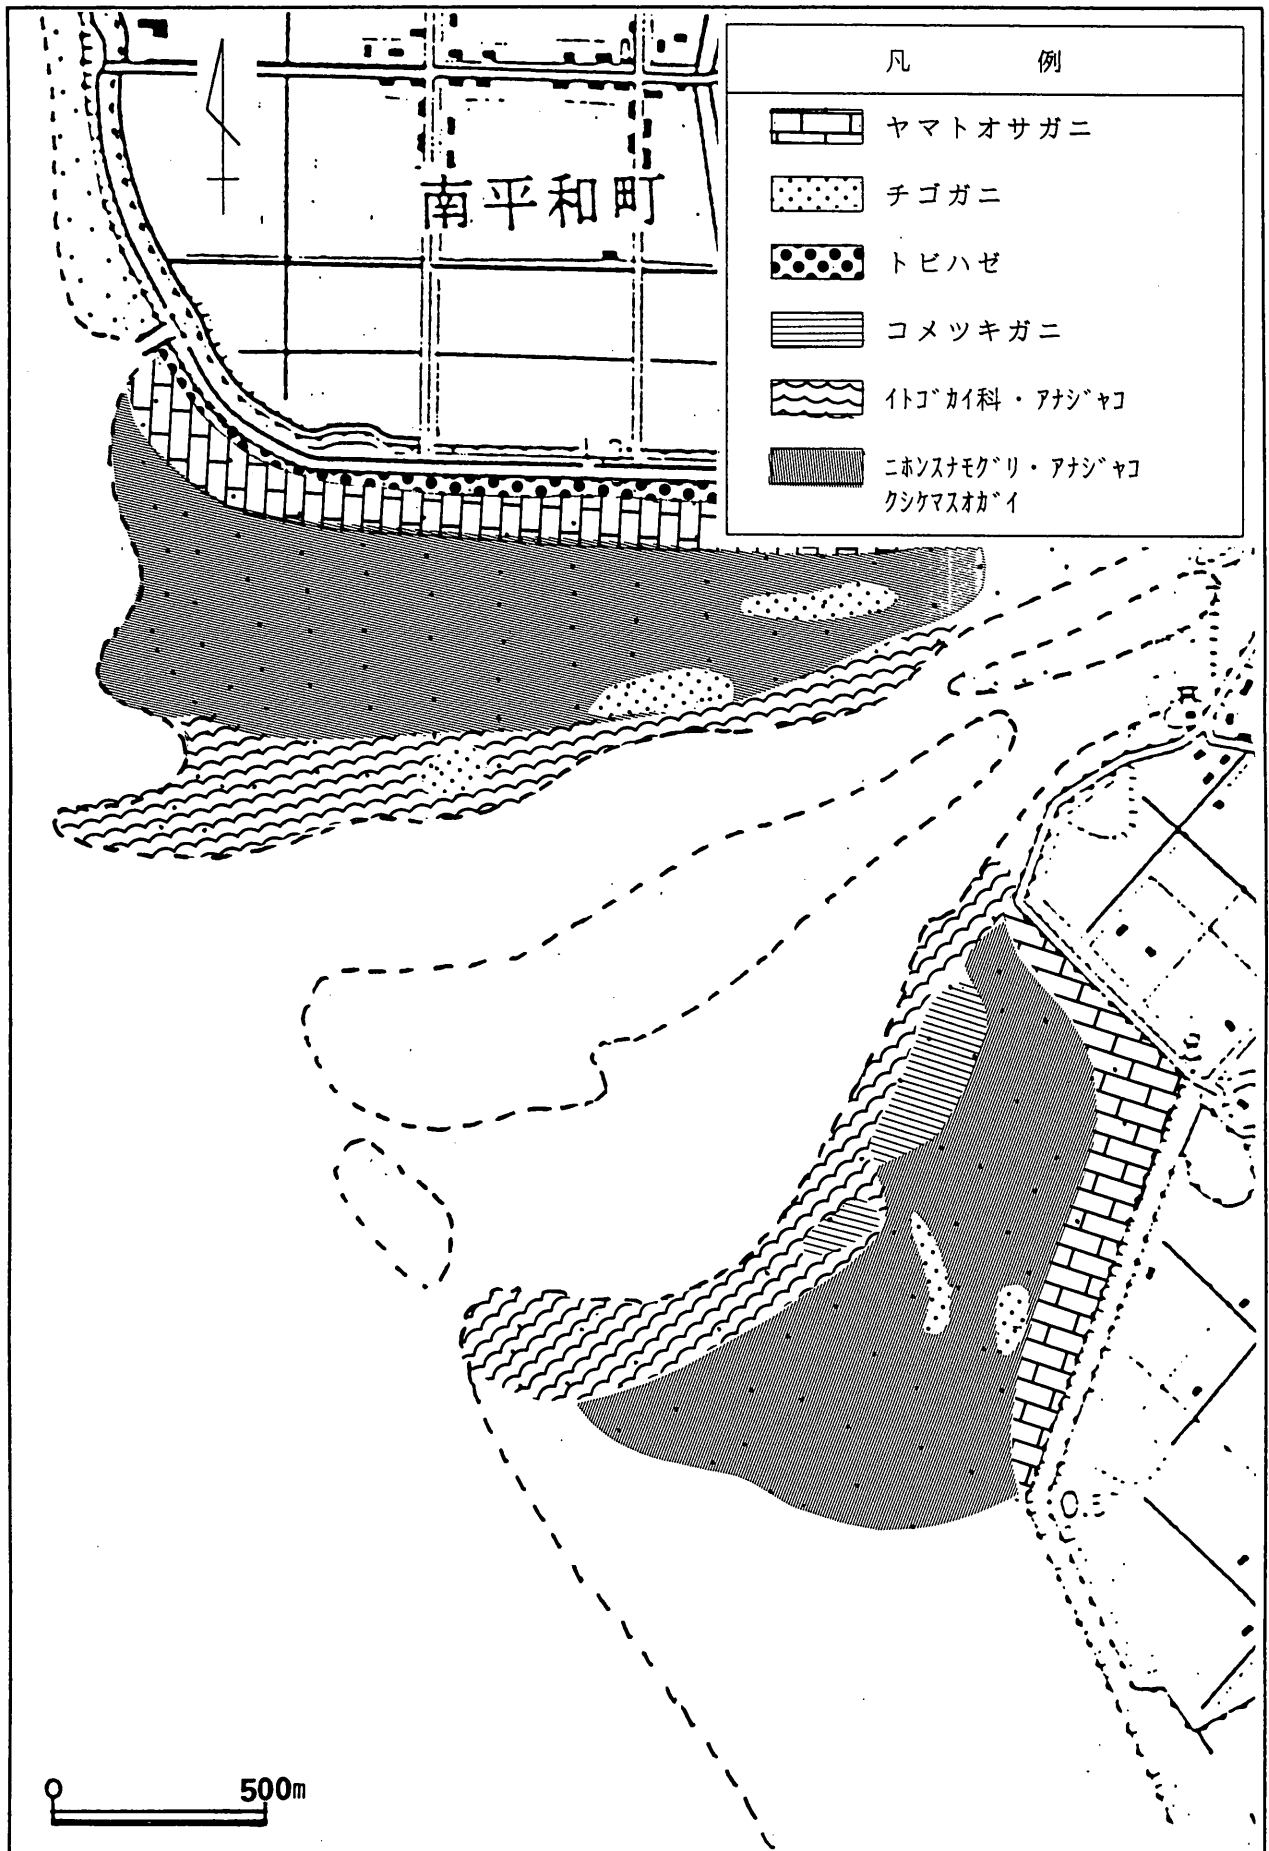 凡 例
ヤマトオサガニ
チゴガニ
トビハゼ
コメツキガニ
イトゴカイ科・アナジャコ
ニホンスナモグリ・アナジャコ
クシケマスオガイ
南平和町
0 500m